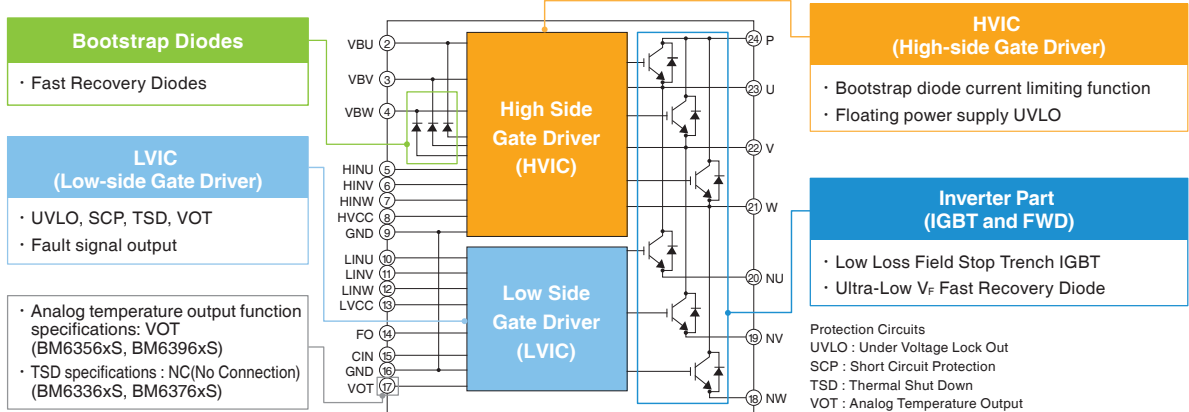 Bootstrap Diodes
・Fast Recovery Diodes
LVIC
(Low-side Gate Driver)
・UVLO, SCP, TSD, VOT
・Fault signal output
・Analog temperature output function
specifications: VOT
(BM6356xS, BM6396xS)
・TSD specifications : NC(No Connection)
(BM6336xS, BM6376xS)
VBU 2
VBV 3
VBW 4
HINU 5
HINV 6
HINW 7
HVCC 8
GND 9
LINU 10
LINV 11
LINW 12
LVCC 13
FO 14
CIN 15
GND 16
VOT 17
High Side
Gate Driver
(HVIC)
Low Side
Gate Driver
(LVIC)
24 P
23 U
22 V
21 W
20 NU
19 NV
18 NW
HVIC
(High-side Gate Driver)
・Bootstrap diode current limiting function
・Floating power supply UVLO
Inverter Part
(IGBT and FWD)
・Low Loss Field Stop Trench IGBT
・Ultra-Low VF Fast Recovery Diode
Protection Circuits
UVLO : Under Voltage Lock Out
SCP : Short Circuit Protection
TSD : Thermal Shut Down
VOT : Analog Temperature Output